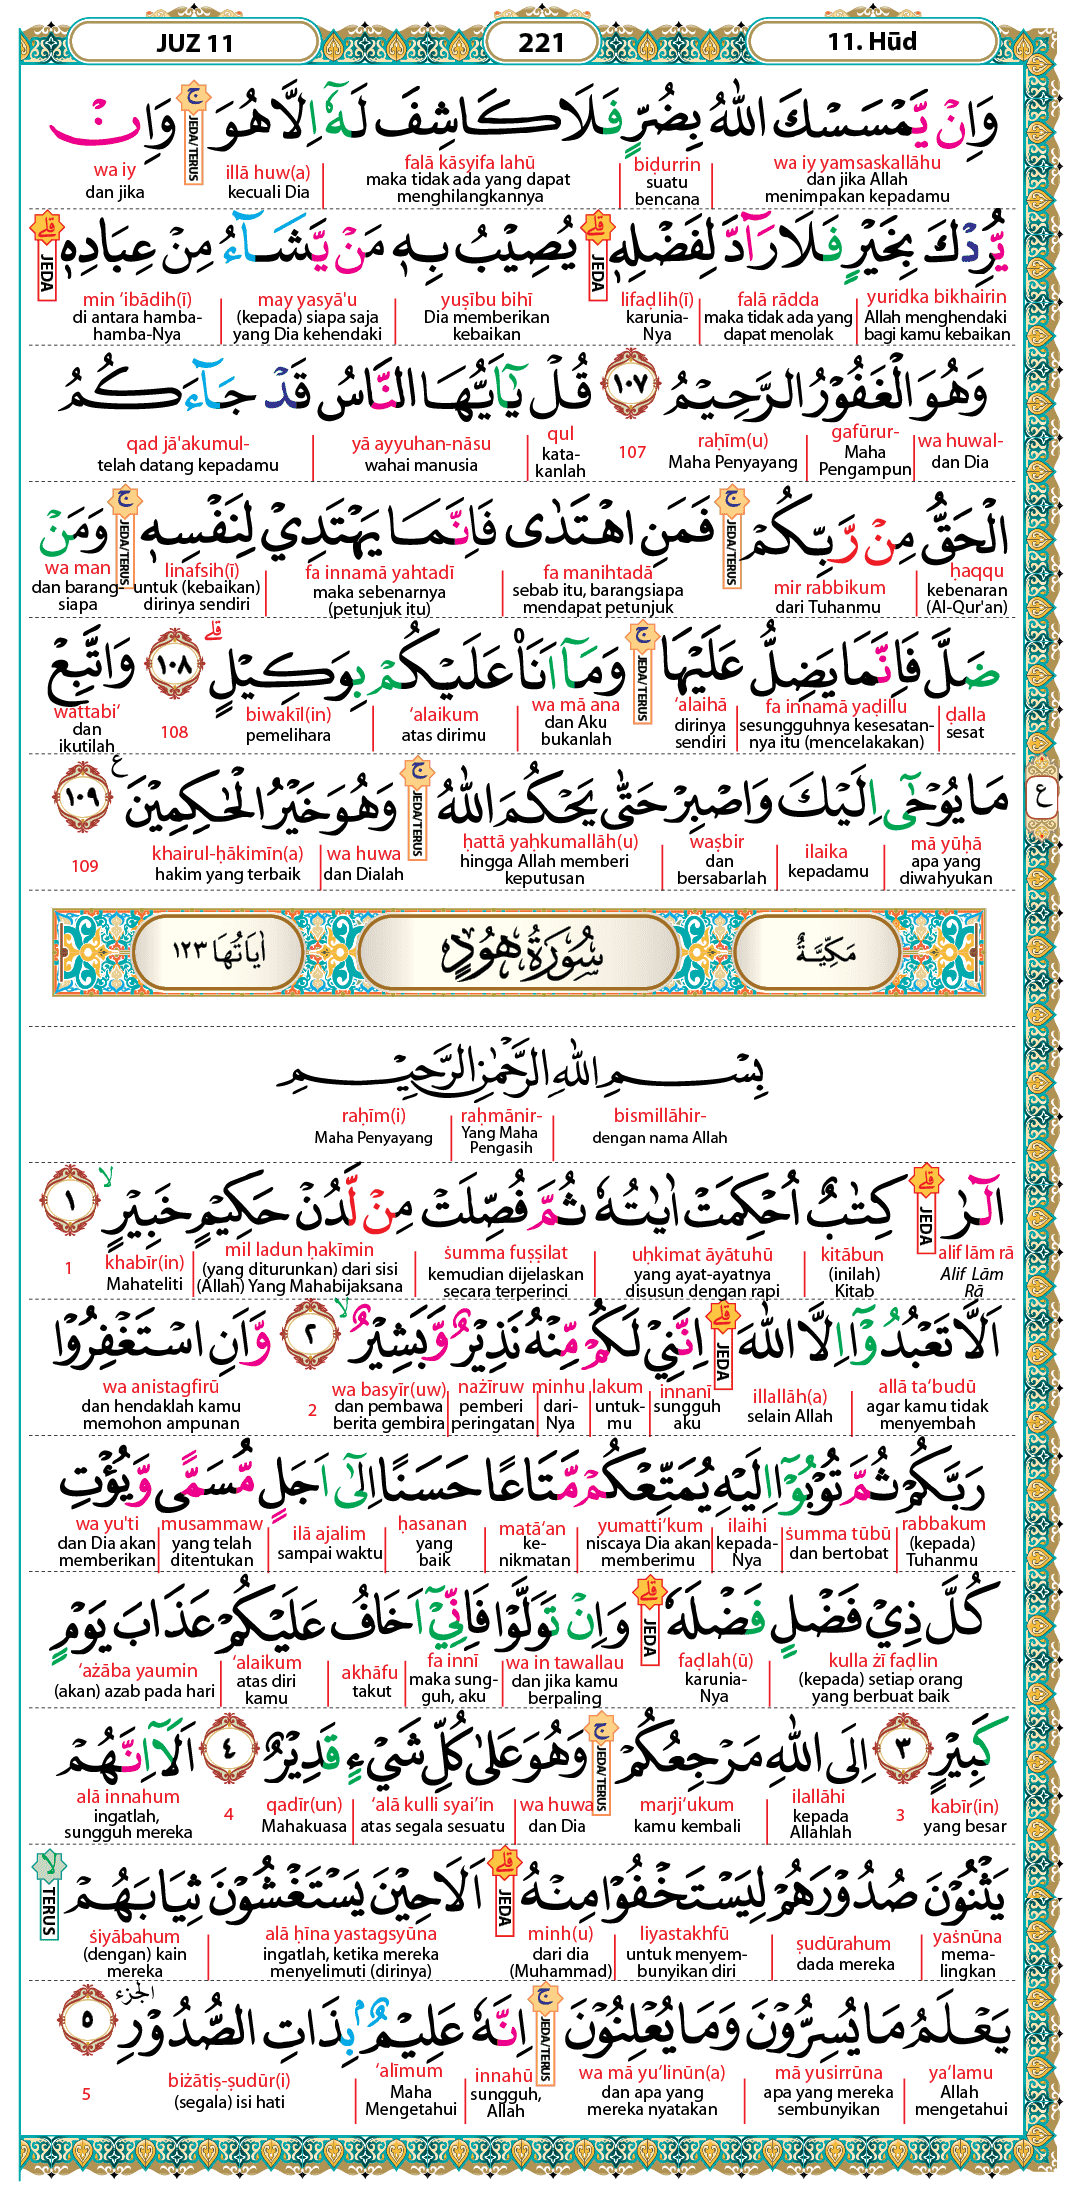 JUZ 11 221 11. Hūd
وَاِنْ يَّمْسَسْكَ اللّٰهُ بِضُرٍّ فَلَا كَاشِفَ لَهٗٓ اِلَّا هُوَ ۚ وَاِنْ
JEDA/TERUS
wa iy yamsaskallāhu biḍurrin falā kāsyifa lahū illā huw(a) wa iy
dan jika Allah menimpakan kepadamu suatu bencana maka tidak ada yang dapat menghilangkannya kecuali Dia dan jika
يُّرِدْكَ بِخَيْرٍ فَلَا رَاۤدَّ لِفَضْلِهٖ ۗ يُصِيْبُ بِهٖ مَنْ يَّشَاۤءُ مِنْ عِبَادِهٖ ۗ
JEDA JEDA
yuridka bikhairin falā rādda lifaḍlih(ī) yuṣību bihī may yasyā'u min ‘ibādih(ī)
Allah menghendaki bagi kamu kebaikan maka tidak ada yang dapat menolak karunia-Nya Dia memberikan kebaikan (kepada) siapa saja yang Dia kehendaki di antara hamba-hamba-Nya
وَهُوَ الْغَفُوْرُ الرَّحِيْمُ ١٠٧ قُلْ يٰٓاَيُّهَا النَّاسُ قَدْ جَاۤءَكُمُ
wa huwal- gafūrur- raḥīm(u) 107 qul yā ayyuhan-nāsu qad jā'akumul-
dan Dia Maha Pengampun Maha Penyayang kata-kanlah wahai manusia telah datang kepadamu
الْحَقُّ مِنْ رَّبِّكُمْ ۚ فَمَنِ اهْتَدٰى فَاِنَّمَا يَهْتَدِيْ لِنَفْسِهٖ ۚ وَمَنْ
JEDA/TERUS JEDA/TERUS
ḥaqqu mir rabbikum fa manihtadā fa innamā yahtadī linafsih(ī) wa man
kebenaran (Al-Qur'an) dari Tuhanmu sebab itu, barangsiapa mendapat petunjuk maka sebenarnya (petunjuk itu) untuk (kebaikan) dirinya sendiri dan barang-siapa
ضَلَّ فَاِنَّمَا يَضِلُّ عَلَيْهَا ۚ وَمَآ اَنَا۠ عَلَيْكُمْ بِوَكِيْلٍ ۗ ١٠٨ وَاتَّبِعْ
JEDA/TERUS
ḍalla fa innamā yaḍillu ‘alaihā wa mā ana ‘alaikum biwakīl(in) 108 wattabi‘
sesat sesungguhnya kesesatan-nya itu (mencelakakan) dirinya sendiri dan Aku bukanlah atas dirimu pemelihara dan ikutilah
مَا يُوْحٰٓى اِلَيْكَ وَاصْبِرْ حَتّٰى يَحْكُمَ اللّٰهُ ۚ وَهُوَ خَيْرُ الْحٰكِمِيْنَ ࣖ ١٠٩
ع
JEDA/TERUS
mā yūḥā ilaika waṣbir ḥattā yaḥkumallāh(u) wa huwa khairul-ḥākimīn(a) 109
apa yang diwahyukan kepadamu dan bersabarlah hingga Allah memberi keputusan dan Dialah hakim yang terbaik
مَكِّيَّةٌ سُوْرَةُ هُوْدٍ اٰيَاتُهَا ١٢٣
بِسْمِ اللّٰهِ الرَّحْمٰنِ الرَّحِيْمِ
bismillāhir- raḥmānir- raḥīm(i)
dengan nama Allah Yang Maha Pengasih Maha Penyayang
الۤرٰ ۗ كِتٰبٌ اُحْكِمَتْ اٰيٰتُهٗ ثُمَّ فُصِّلَتْ مِنْ لَّدُنْ حَكِيْمٍ خَبِيْرٍ ۙ ١
JEDA
alif lām rā kitābun uḥkimat āyātuhū ṡumma fuṣṣilat mil ladun ḥakīmin khabīr(in) 1
Alif Lām Rā (inilah) Kitab yang ayat-ayatnya disusun dengan rapi kemudian dijelaskan secara terperinci (yang diturunkan) dari sisi (Allah) Yang Mahabijaksana Mahateliti
اَلَّا تَعْبُدُوْٓا اِلَّا اللّٰهَ ۗ اِنَّنِيْ لَكُمْ مِّنْهُ نَذِيْرٌ وَّبَشِيْرٌ ۙ ٢ وَّاَنِ اسْتَغْفِرُوْا
JEDA
allā ta‘budū illallāh(a) innanī lakum minhu nażīruw wa basyīr(uw) 2 wa anistagfirū
agar kamu tidak menyembah selain Allah sungguh aku untuk-mu dari-Nya pemberi peringatan dan pembawa berita gembira dan hendaklah kamu memohon ampunan
رَبَّكُمْ ثُمَّ تُوْبُوْٓا اِلَيْهِ يُمَتِّعْكُمْ مَّتَاعًا حَسَنًا اِلٰٓى اَجَلٍ مُّسَمًّى وَّيُؤْتِ
rabbakum ṡumma tūbū ilaihi yumatti‘kum matā‘an ḥasanan ilā ajalim musammaw wa yu'ti
(kepada) Tuhanmu dan bertobat kepada-Nya niscaya Dia akan memberimu ke-nikmatan yang baik sampai waktu yang telah ditentukan dan Dia akan memberikan
كُلَّ ذِيْ فَضْلٍ فَضْلَهٗ ۗ وَاِنْ تَوَلَّوْا فَاِنِّيْٓ اَخَافُ عَلَيْكُمْ عَذَابَ يَوْمٍ
JEDA
kulla żī faḍlin faḍlah(ū) wa in tawallau fa innī akhāfu ‘alaikum ‘ażāba yaumin
(kepada) setiap orang yang berbuat baik karunia-Nya dan jika kamu berpaling maka sung-guh, aku takut atas diri kamu (akan) azab pada hari
كَبِيْرٍ ٣ اِلَى اللّٰهِ مَرْجِعُكُمْ ۚ وَهُوَ عَلٰى كُلِّ شَيْءٍ قَدِيْرٌ ٤ اَلَآ اِنَّهُمْ
JEDA/TERUS
kabīr(in) 3 ilallāhi marji‘ukum wa huwa ‘alā kulli syai'in qadīr(un) 4 alā innahum
yang besar kepada Allahlah kamu kembali dan Dia atas segala sesuatu Mahakuasa ingatlah, sungguh mereka
يَثْنُوْنَ صُدُوْرَهُمْ لِيَسْتَخْفُوْا مِنْهُ ۗ اَلَا حِيْنَ يَسْتَغْشُوْنَ ثِيَابَهُمْ ۙ
JEDA TERUS
yaṡnūna ṣudūrahum liyastakhfū minh(u) alā ḥīna yastagsyūna ṡiyābahum
mema-lingkan dada mereka untuk menyem-bunyikan diri dari dia (Muhammad) ingatlah, ketika mereka menyelimuti (dirinya) (dengan) kain mereka
يَعْلَمُ مَا يُسِرُّوْنَ وَمَا يُعْلِنُوْنَ ۚ اِنَّهٗ عَلِيْمٌ ۢ بِذَاتِ الصُّدُوْرِ ٥ الجزء
JEDA/TERUS
ya‘lamu mā yusirrūna wa mā yu‘linūn(a) innahū ‘alīmum biżātiṣ-ṣudūr(i) 5
Allah mengetahui apa yang mereka sembunyikan dan apa yang mereka nyatakan sungguh, Allah Maha Mengetahui (segala) isi hati